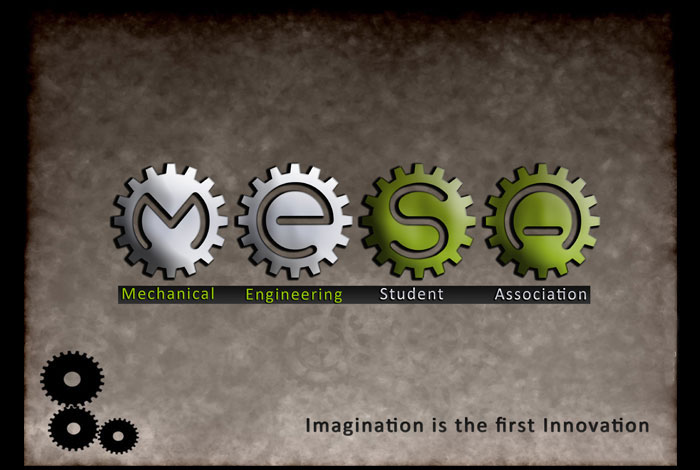 MeSA
Mechanical Engineering Student Association
Imagination is the first Innovation